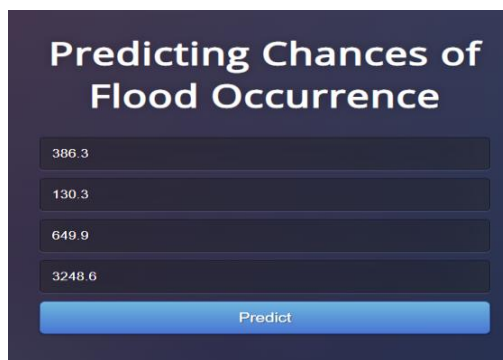 Predicting Chances of
Flood Occurrence
386.3
130.3
649.9
3248.6
Predict